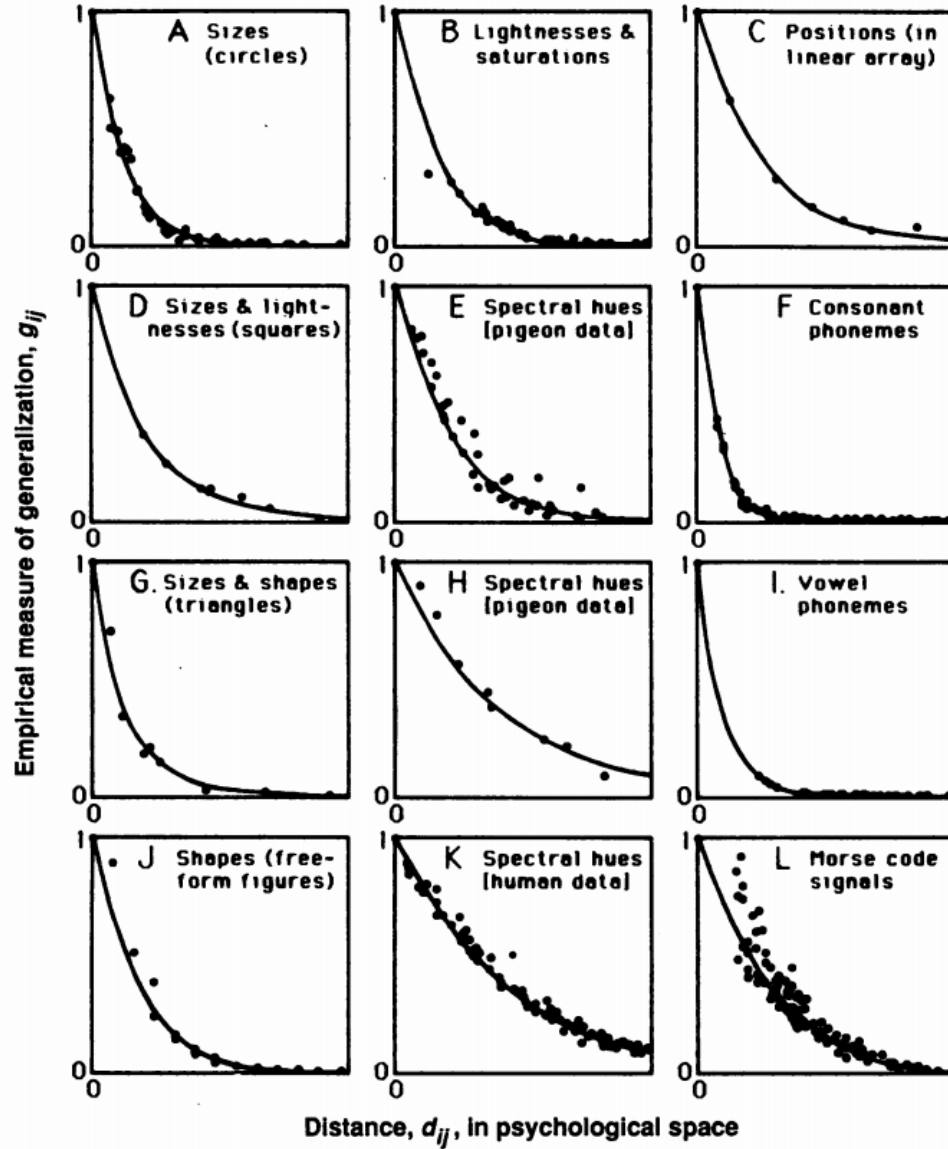 1
A Sizes
(circles)
0
0
1
B Lightnesses &
saturations
0
0
1
C Positions (in
linear array)
0
0
1
D Sizes & light-
nesses (squares)
0
0
1
E Spectral hues
[pigeon data]
0
0
1
F Consonant
phonemes
0
0
1
G. Sizes & shapes
(triangles)
0
0
1
H Spectral hues
[pigeon data]
0
0
1
I. Vowel
phonemes
0
0
1
J Shapes (free-
form figures)
0
0
1
K Spectral hues
[human data]
0
0
1
L Morse code
signals
0
0
Empirical measure of generalization, gij
Distance, dij, in psychological space